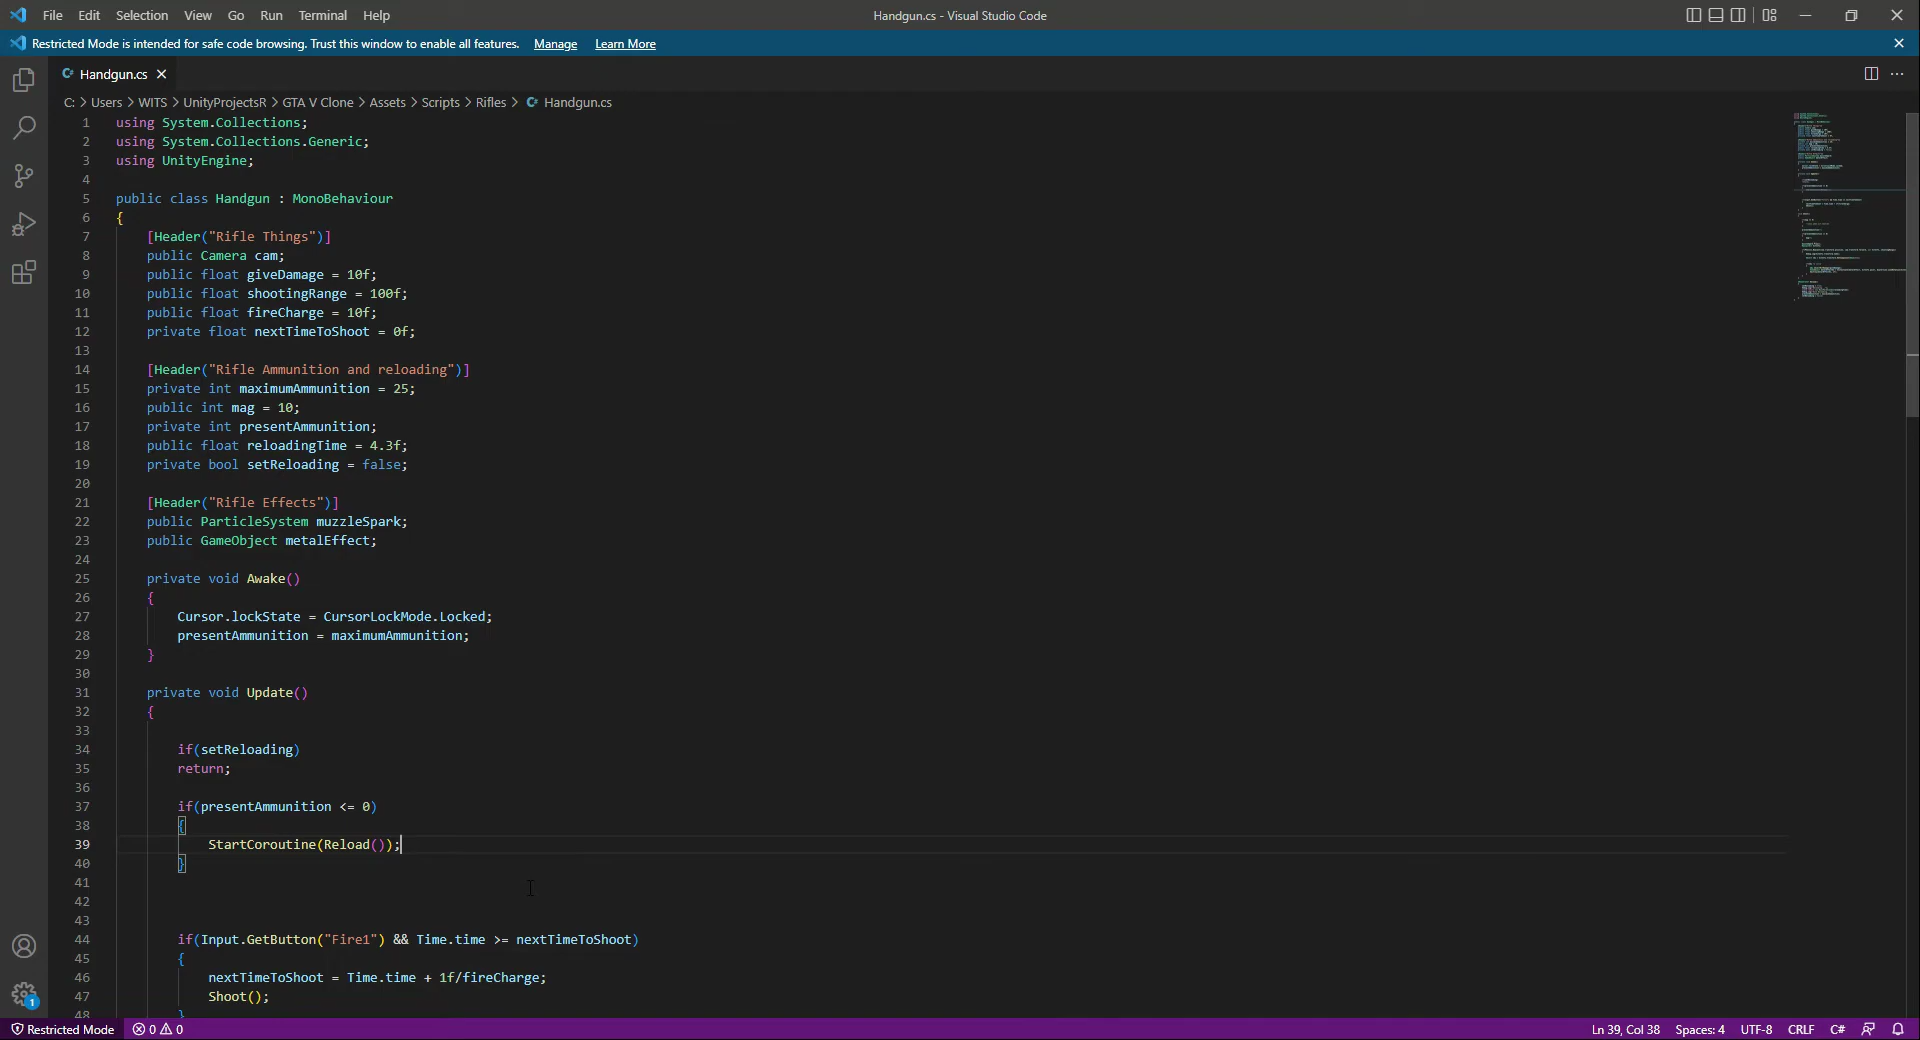 File Edit Selection View Go Run Terminal Help
Handgun.cs - Visual Studio Code
Restricted Mode is intended for safe code browsing. Trust this window to enable all features. Manage Learn More
Handgun.cs
C: > Users > WITS > UnityProjectsR > GTA V Clone > Assets > Scripts > Rifles > Handgun.cs
1 using System.Collections;
2 using System.Collections.Generic;
3 using UnityEngine;
4
5 public class Handgun : MonoBehaviour
6 {
7 [Header("Rifle Things")]
8 public Camera cam;
9 public float giveDamage = 10f;
10 public float shootingRange = 100f;
11 public float fireCharge = 10f;
12 private float nextTimeToShoot = 0f;
13
14 [Header("Rifle Ammunition and reloading")]
15 private int maximumAmmunition = 25;
16 public int mag = 10;
17 private int presentAmmunition;
18 public float reloadingTime = 4.3f;
19 private bool setReloading = false;
20
21 [Header("Rifle Effects")]
22 public ParticleSystem muzzleSpark;
23 public GameObject metalEffect;
24
25 private void Awake()
26 {
27 Cursor.lockState = CursorLockMode.Locked;
28 presentAmmunition = maximumAmmunition;
29 }
30
31 private void Update()
32 {
33
34 if(setReloading)
35 return;
36
37 if(presentAmmunition <= 0)
38 {
39 StartCoroutine(Reload());
40 }
41
42
43
44 if(Input.GetButton("Fire1") && Time.time >= nextTimeToShoot)
45 {
46 nextTimeToShoot = Time.time + 1f/fireCharge;
47 Shoot();
48 }
1
Restricted Mode 0 0 Ln 39, Col 38 Spaces: 4 UTF-8 CRLF C#